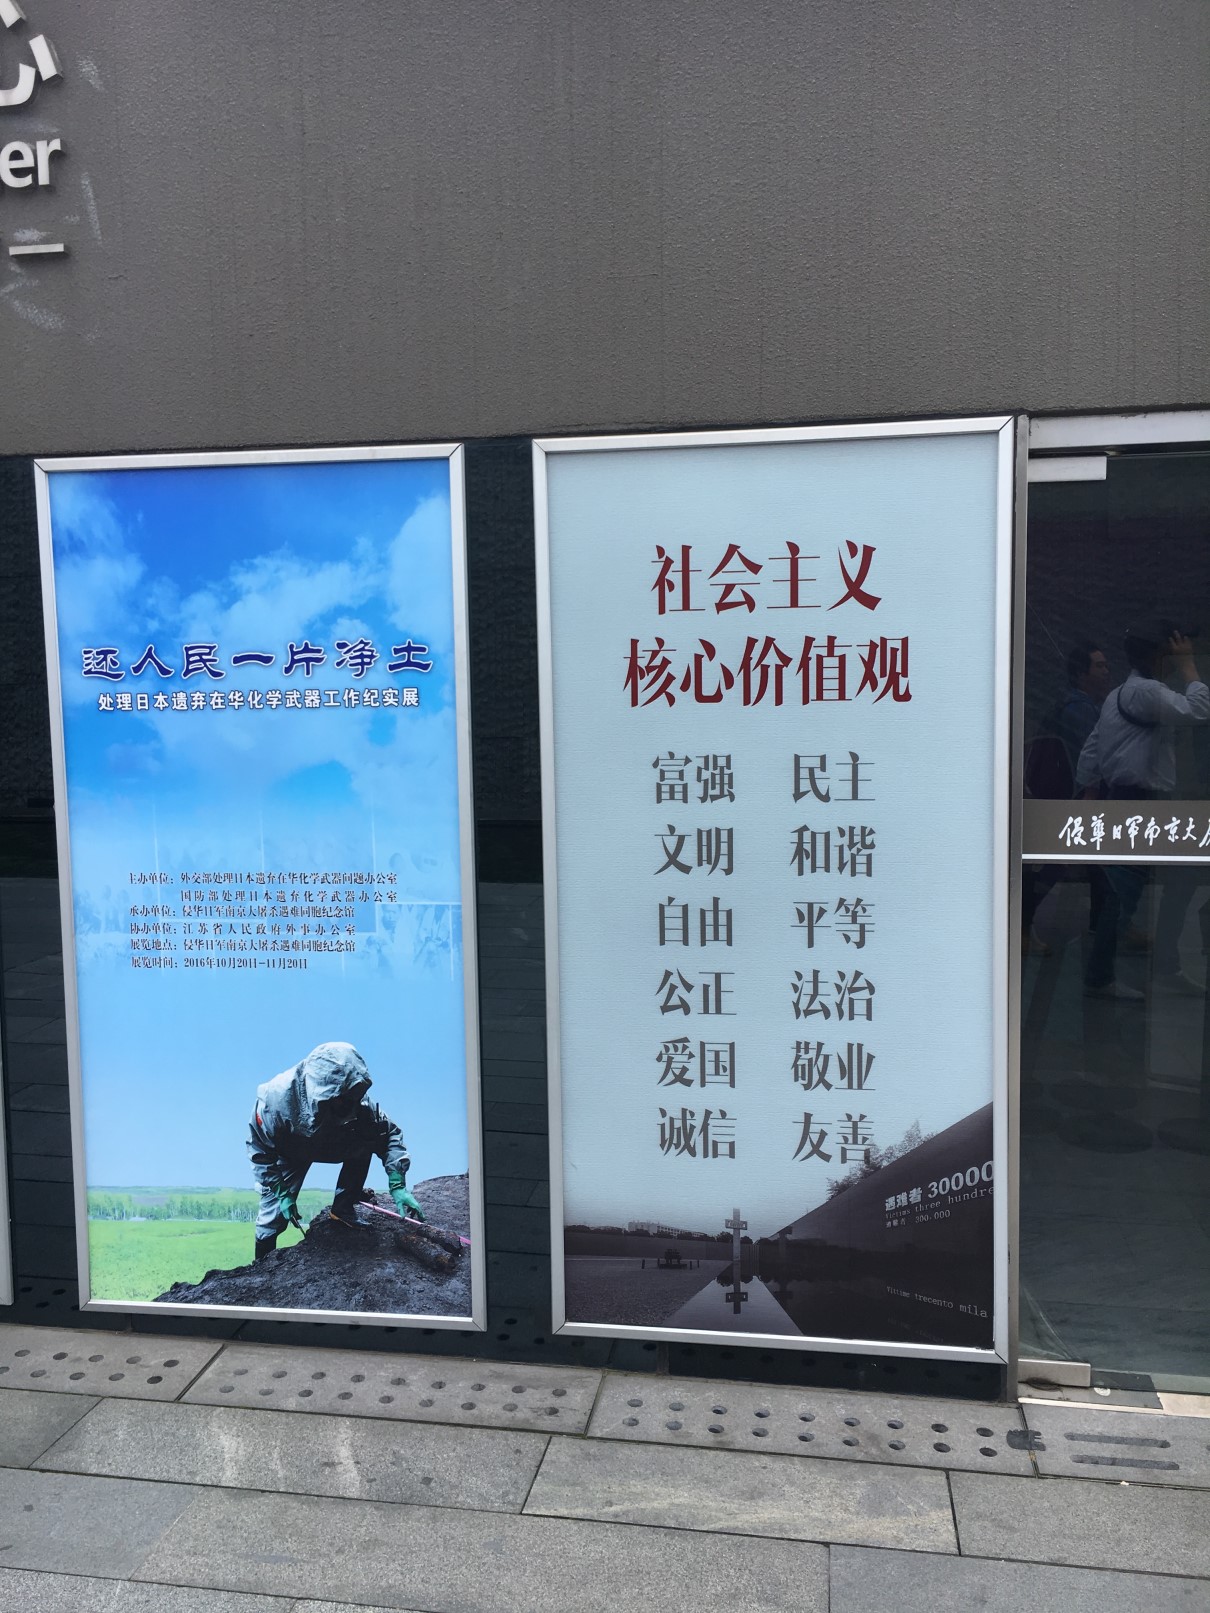 er
还人民一片净土
处理日本遗弃在华化学武器工作纪实展
主办单位：外交部处理日本遗弃在华化学武器问题办公室
国防部处理日本遗弃化学武器办公室
承办单位：侵华日军南京大屠杀遇难同胞纪念馆
协办单位：江苏省人民政府外事办公室
展览地点：侵华日军南京大屠杀遇难同胞纪念馆
展览时间：2016年10月20日-11月20日
社会主义
核心价值观
富强 民主
文明 和谐
自由 平等
公正 法治
爱国 敬业
诚信 友善
遇难者 30000
Victims three hundre
300,000
Vittime trecento mila
侵華日軍南京大